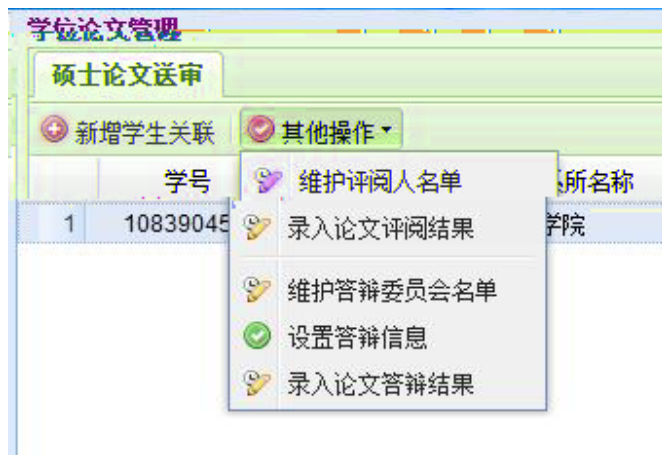 学位论文管理
硕士论文送审
新增学生关联 其他操作
学号 系所名称
1 10839045 学院
维护评阅人名单
录入论文评阅结果
维护答辩委员会名单
设置答辩信息
录入论文答辩结果